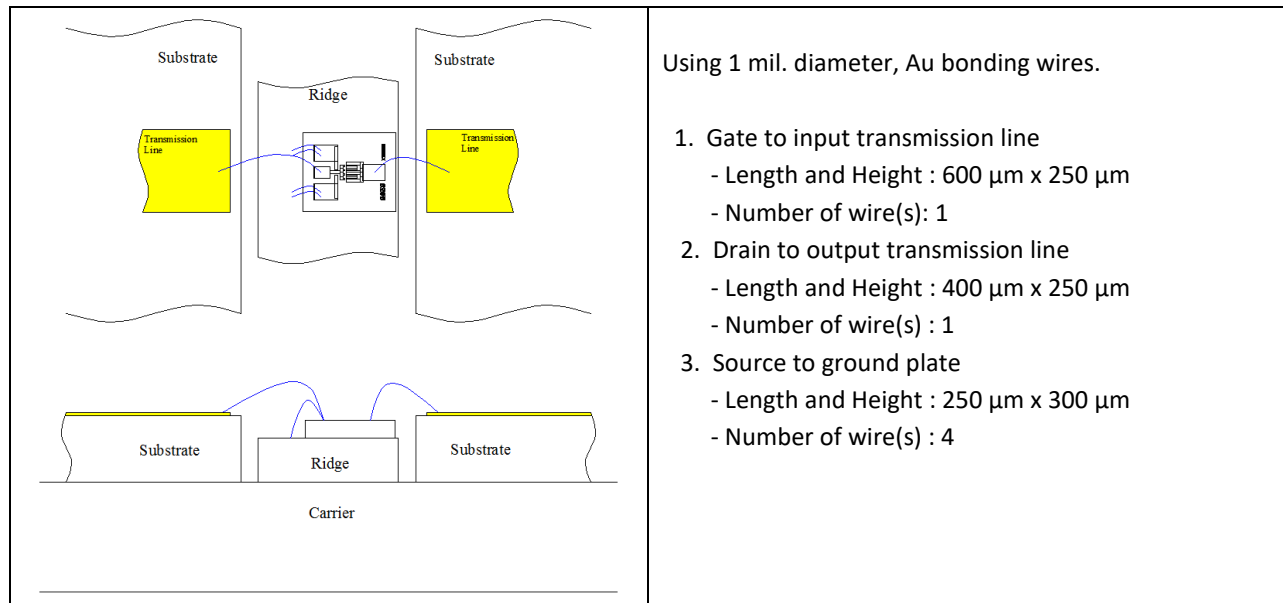 Substrate
Substrate
Ridge
Transmission
Line
Transmission
Line
Substrate
Ridge
Substrate
Carrier
Using 1 mil. diameter, Au bonding wires.
1. Gate to input transmission line
- Length and Height : 600 µm x 250 µm
- Number of wire(s): 1
2. Drain to output transmission line
- Length and Height : 400 µm x 250 µm
- Number of wire(s) : 1
3. Source to ground plate
- Length and Height : 250 µm x 300 µm
- Number of wire(s) : 4